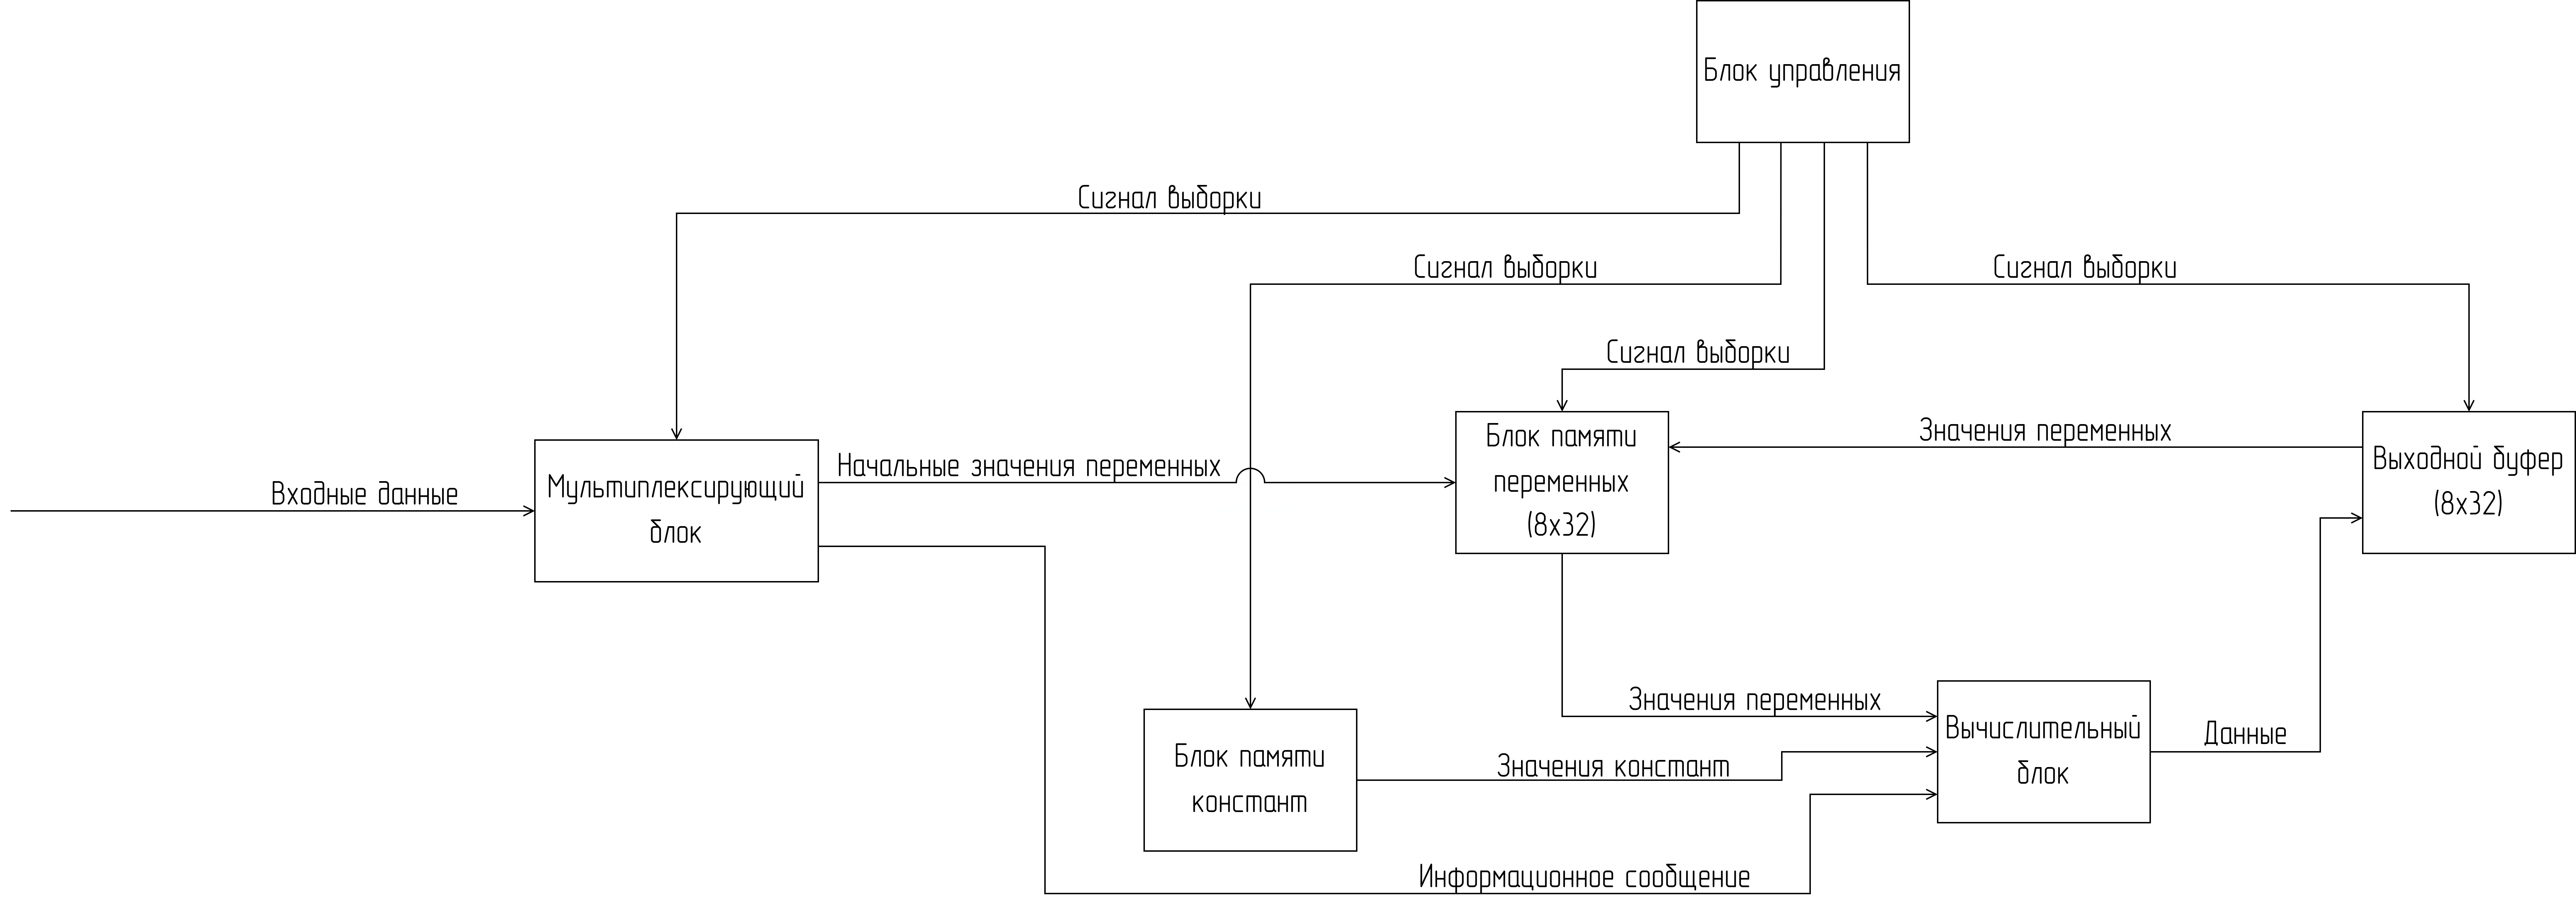 Блок управления
Сигнал выборки
Сигнал выборки
Сигнал выборки
Сигнал выборки
Входные данные
Мультиплексирующий
блок
Начальные значения переменных
Блок памяти
переменных
(8x32)
Значения переменных
Выходной буфер
(8x32)
Значения переменных
Блок памяти
констант
Значения констант
Вычислительный
блок
Данные
Информационное сообщение